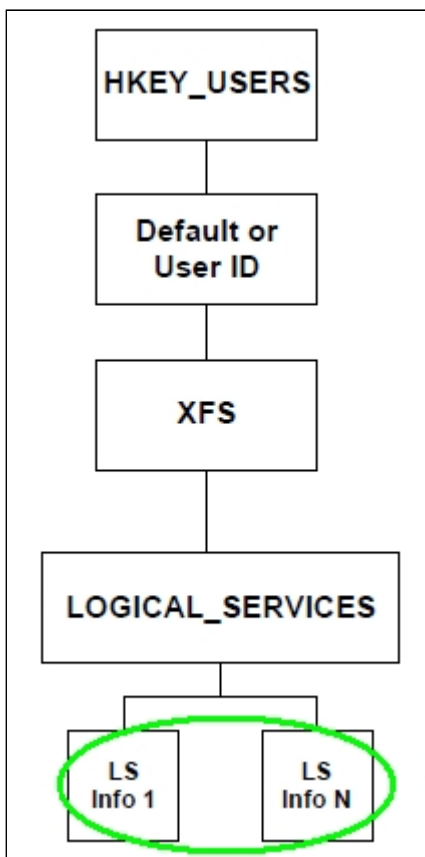 HKEY_USERS
Default or
User ID
XFS
LOGICAL_SERVICES
LS
Info 1
LS
Info N